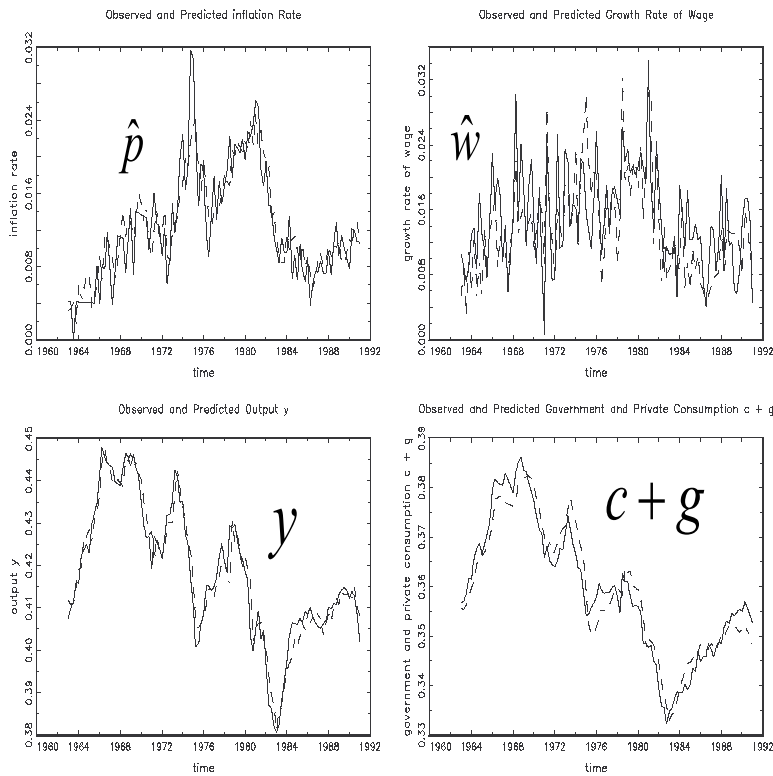 Observed and Predicted inflation Rate
inflation rate
0.032
0.024
0.016
0.008
0.000
p̂
1960 1964 1968 1972 1976 1980 1984 1988 1992
time
Observed and Predicted Growth Rate of Wage
growth rate of wage
0.032
0.024
0.016
0.008
0.000
ŵ
1960 1964 1968 1972 1976 1980 1984 1988 1992
time
Observed and Predicted Output y
output y
0.45
0.44
0.43
0.42
0.41
0.40
0.39
0.38
y
1960 1964 1968 1972 1976 1980 1984 1988 1992
time
Observed and Predicted Government and Private Consumption c + g
government and private consumption c + g
0.39
0.38
0.37
0.36
0.35
0.34
0.33
c + g
1960 1964 1968 1972 1976 1980 1984 1988 1992
time